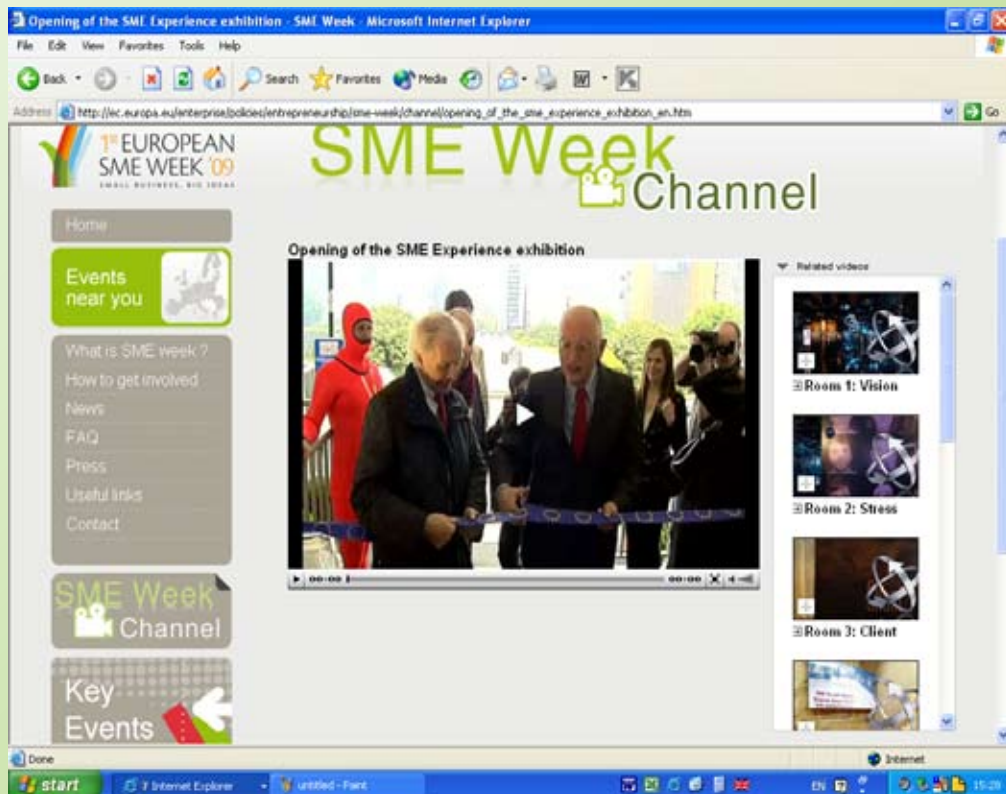 Opening of the SME Experience exhibition - SME Week - Microsoft Internet Explorer
File Edit View Favorites Tools Help
Back Search Favorites Media
Address http://ec.europa.eu/enterprise/policies/entrepreneurship/sme-week/channel/opening_of_the_sme_experience_exhibition_en.htm Go
1st EUROPEAN
SME WEEK '09
SMALL BUSINESS, BIG IDEAS
SME Week
Channel
Home
Events
near you
What is SME week ?
How to get involved
News
FAQ
Press
Useful links
Contact
SME Week
Channel
Key
Events
Opening of the SME Experience exhibition
00:00 00:00
Related videos
Room 1: Vision
Room 2: Stress
Room 3: Client
Done Internet
start 7 Internet Explorer untitled - Paint EN 15:28